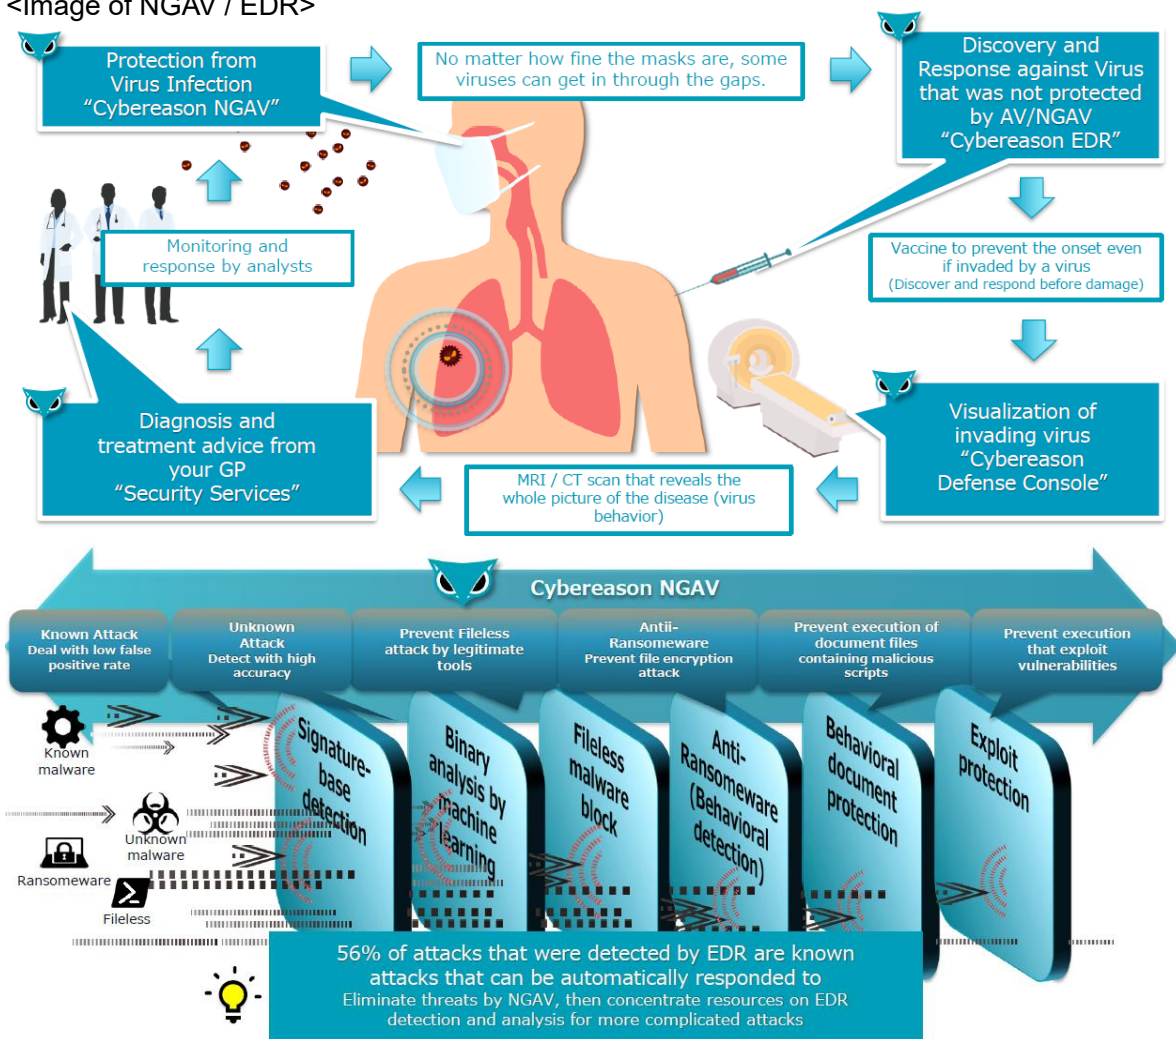 <Image of NGAV / EDR>
Protection from
Virus Infection
“Cybereason NGAV”
No matter how fine the masks are, some
viruses can get in through the gaps.
Discovery and
Response against Virus
that was not protected
by AV/NGAV
“Cybereason EDR”
Vaccine to prevent the onset even
if invaded by a virus
(Discover and respond before damage)
Visualization of
invading virus
“Cybereason
Defense Console”
MRI / CT scan that reveals the
whole picture of the disease (virus
behavior)
Diagnosis and
treatment advice from
your GP
“Security Services”
Monitoring and
response by analysts
Cybereason NGAV
Known Attack
Deal with low false
positive rate
Unknown
Attack
Detect with high
accuracy
Prevent Fileless
attack by legitimate
tools
Antii-
Ransomeware
Prevent file encryption
attack
Prevent execution of
document files
containing malicious
scripts
Prevent execution
that exploit
vulnerabilities
Known
malware
Unknown
malware
Ransomeware
Fileless
Signature-
base
detection
Binary
analysis by
machine
learning
Fileless
malware
block
Anti-
Ransomeware
(Behavioral
detection)
Behavioral
document
protection
Exploit
protection
56% of attacks that were detected by EDR are known
attacks that can be automatically responded to
Eliminate threats by NGAV, then concentrate resources on EDR
detection and analysis for more complicated attacks